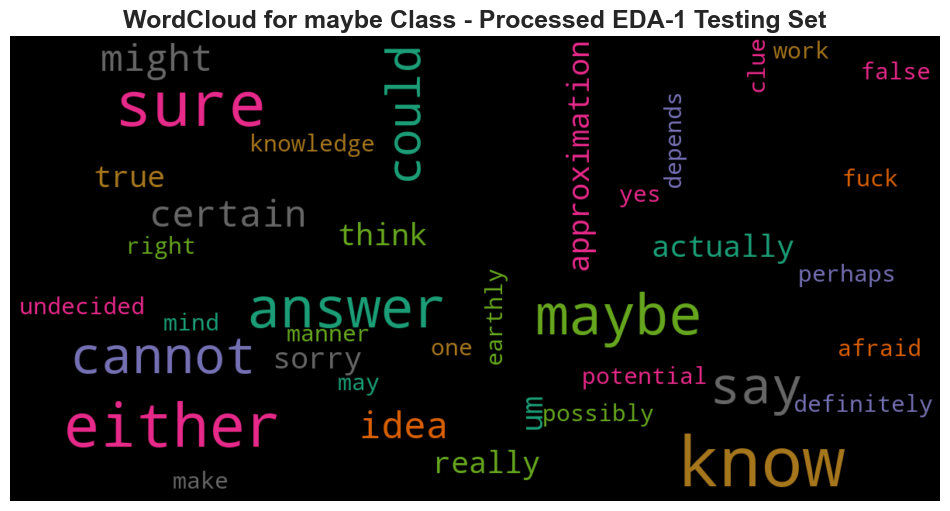 WordCloud for maybe Class - Processed EDA-1 Testing Set
might
could
approximation
clue
work
false
sure
knowledge
depends
true
yes
fuck
certain
think
right
actually
perhaps
undecided
mind
answer
manner
earthly
maybe
one
afraid
cannot
sorry
may
potential
say
definitely
either
idea
um
possibly
really
know
make